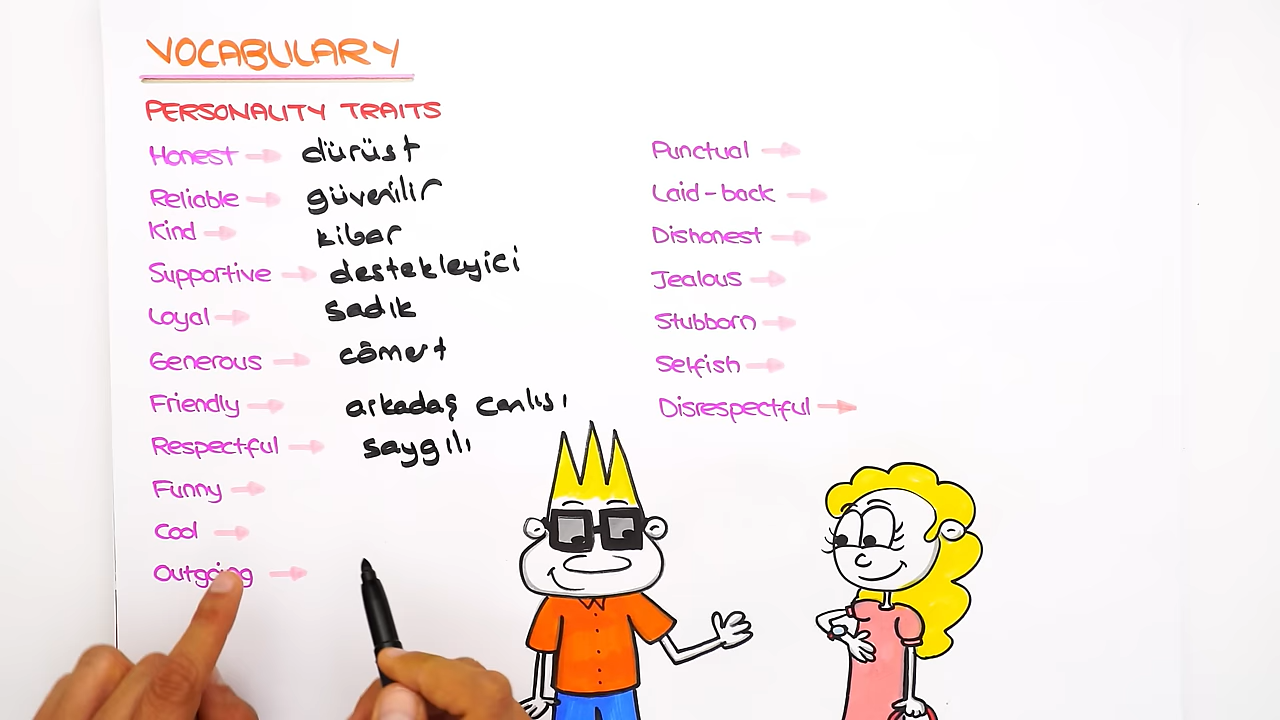 VOCABULARY
PERSONALITY TRAITS
Honest → dürüst
Reliable → güvenilir
Kind → kibar
Supportive → destekleyici
Loyal → sadık
Generous → cömert
Friendly → arkadaş canlısı
Respectful → saygılı
Funny →
Cool →
Outgoing →
Punctual →
Laid-back →
Dishonest →
Jealous →
Stubborn →
Selfish →
Disrespectful →